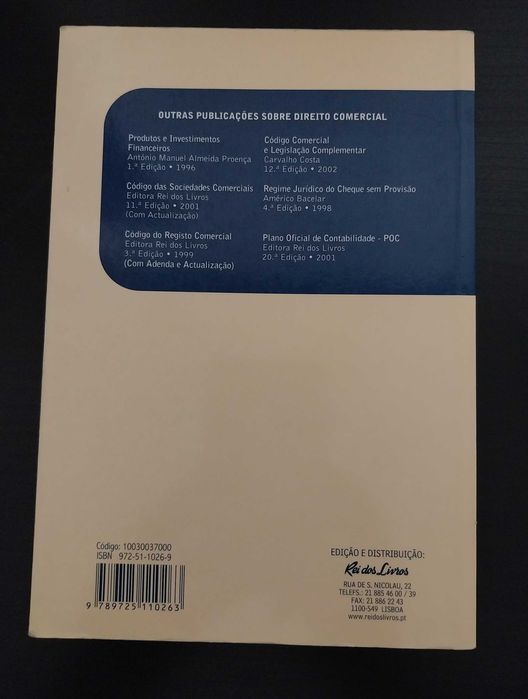 OUTRAS PUBLICAÇÕES SOBRE DIREITO COMERCIAL
Produtos e Investimentos
Financeiros
António Manuel Almeida Proença
1.ª Edição • 1996
Código das Sociedades Comerciais
Editora Rei dos Livros
11.ª Edição • 2001
(Com Actualização)
Código do Registo Comercial
Editora Rei dos Livros
3.ª Edição • 1999
(Com Adenda e Actualização)
Código Comercial
e Legislação Complementar
Carvalho Costa
12.ª Edição • 2002
Regime Jurídico do Cheque sem Provisão
Américo Bacelar
4.ª Edição • 1998
Plano Oficial de Contabilidade - POC
Editora Rei dos Livros
20.ª Edição • 2001
Código: 10030037000
ISBN 972-51-1026-9
9 789725 110263
EDIÇÃO E DISTRIBUIÇÃO:
Rei dos Livros
RUA DE S. NICOLAU, 22
TELEFS.: 21 885 46 00 / 39
FAX: 21 886 22 43
1100-549 LISBOA
www.reidoslivros.pt